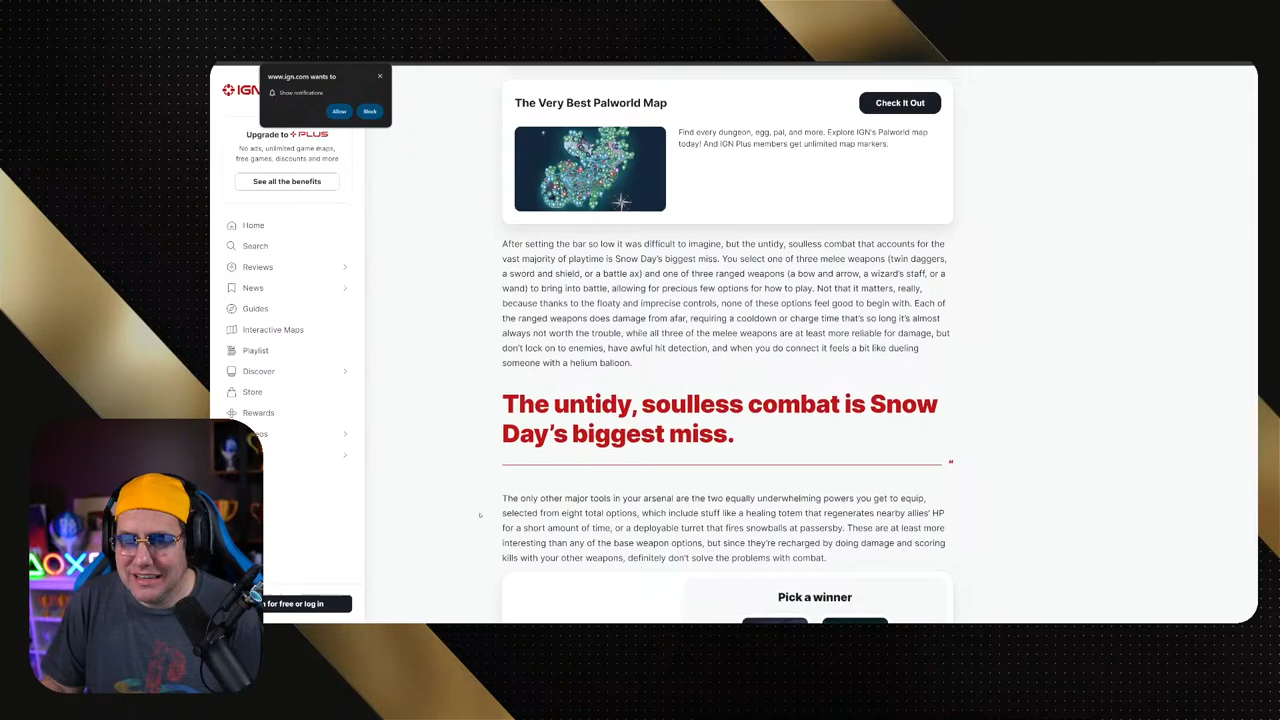 www.ign.com wants to
Show notifications
Allow
Block
IGN
Upgrade to PLUS
No ads, unlimited game maps,
free games, discounts and more
See all the benefits
Home
Search
Reviews
News
Guides
Interactive Maps
Playlist
Discover
Store
Rewards
for free or log in
The Very Best Palworld Map
Check It Out
Find every dungeon, egg, pal, and more. Explore IGN's Palworld map
today! And IGN Plus members get unlimited map markers.
After setting the bar so low it was difficult to imagine, but the untidy, soulless combat that accounts for the
vast majority of playtime is Snow Day's biggest miss. You select one of three melee weapons (twin daggers,
a sword and shield, or a battle ax) and one of three ranged weapons (a bow and arrow, a wizard's staff, or a
wand) to bring into battle, allowing for precious few options for how to play. Not that it matters, really,
because thanks to the floaty and imprecise controls, none of these options feel good to begin with. Each of
the ranged weapons does damage from afar, requiring a cooldown or charge time that's so long it's almost
always not worth the trouble, while all three of the melee weapons are at least more reliable for damage, but
don't lock on to enemies, have awful hit detection, and when you do connect it feels a bit like dueling
someone with a helium balloon.
The untidy, soulless combat is Snow
Day's biggest miss.
“
The only other major tools in your arsenal are the two equally underwhelming powers you get to equip,
selected from eight total options, which include stuff like a healing totem that regenerates nearby allies' HP
for a short amount of time, or a deployable turret that fires snowballs at passersby. These are at least more
interesting than any of the base weapon options, but since they're recharged by doing damage and scoring
kills with your other weapons, definitely don't solve the problems with combat.
Pick a winner